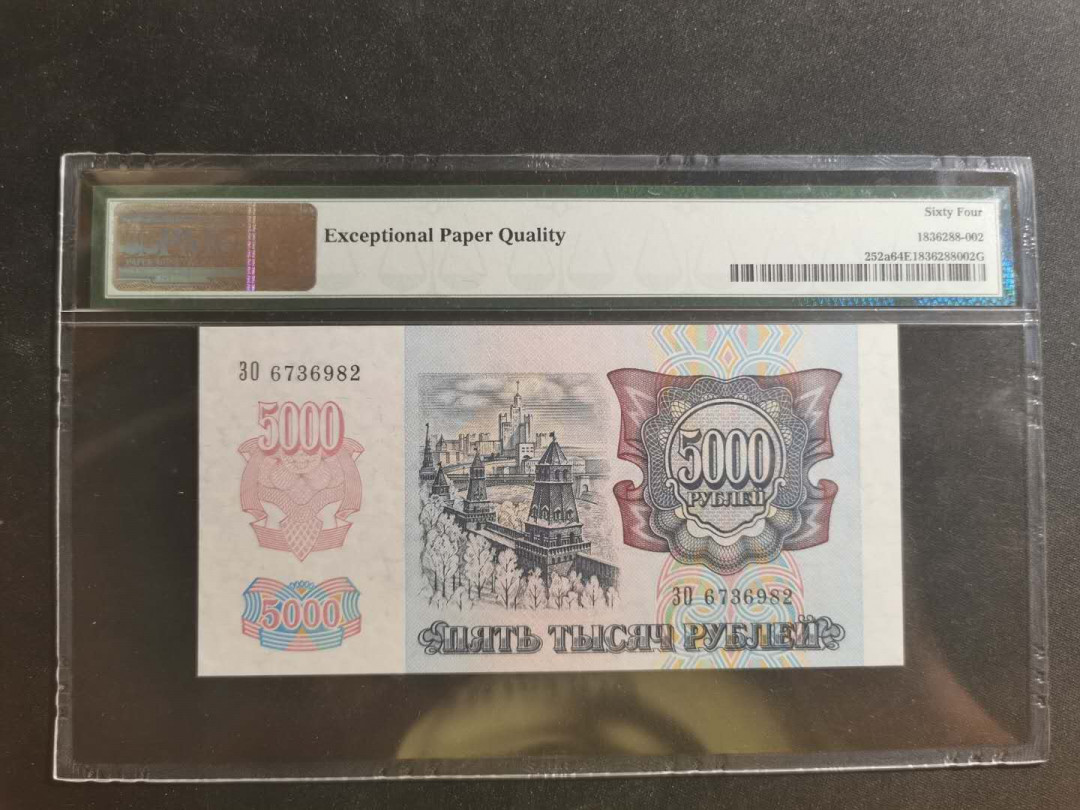 Sixty Four
Exceptional Paper Quality
1836288-002
252a64E1836288002G
ЗО 6736982
5000
5000
РУБЛЕЙ
5000
ЗО 6736982
ПЯТЬ ТЫСЯЧ РУБЛЕЙ